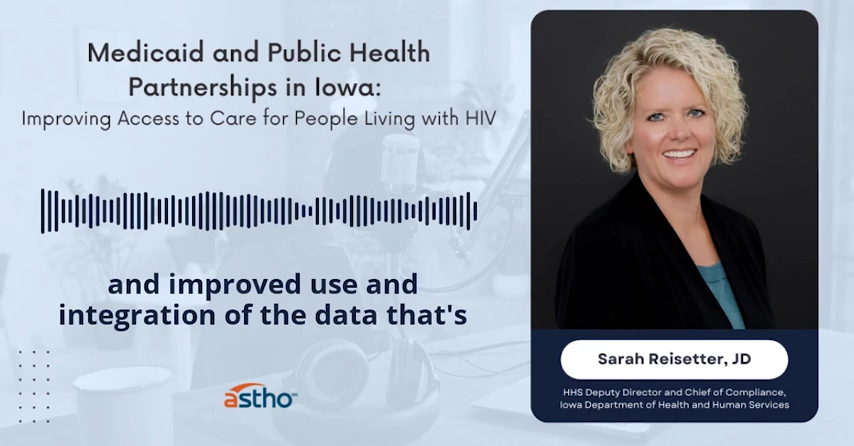 Medicaid and Public Health
Partnerships in Iowa:
Improving Access to Care for People Living with HIV
and improved use and
integration of the data that's
astho
Sarah Reisetter, JD
HHS Deputy Director and Chief of Compliance,
Iowa Department of Health and Human Services